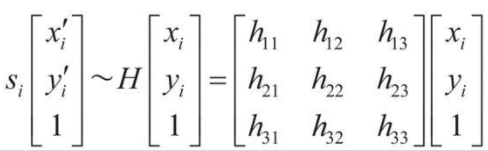 s_i [x'_i y'_i 1] ~ H [x_i y_i 1] = [h_11 h_12 h_13 h_21 h_22 h_23 h_31 h_32 h_33] [x_i y_i 1]